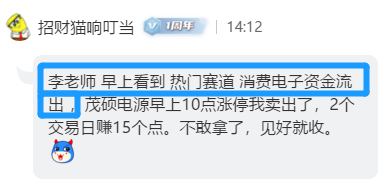 招财猫响叮当
V 1周年
李老师 早上看到 热门赛道 消费电子资金流
出 ，茂硕电源早上10点涨停我卖出了，2个
交易日赚15个点。不敢拿了，见好就收。